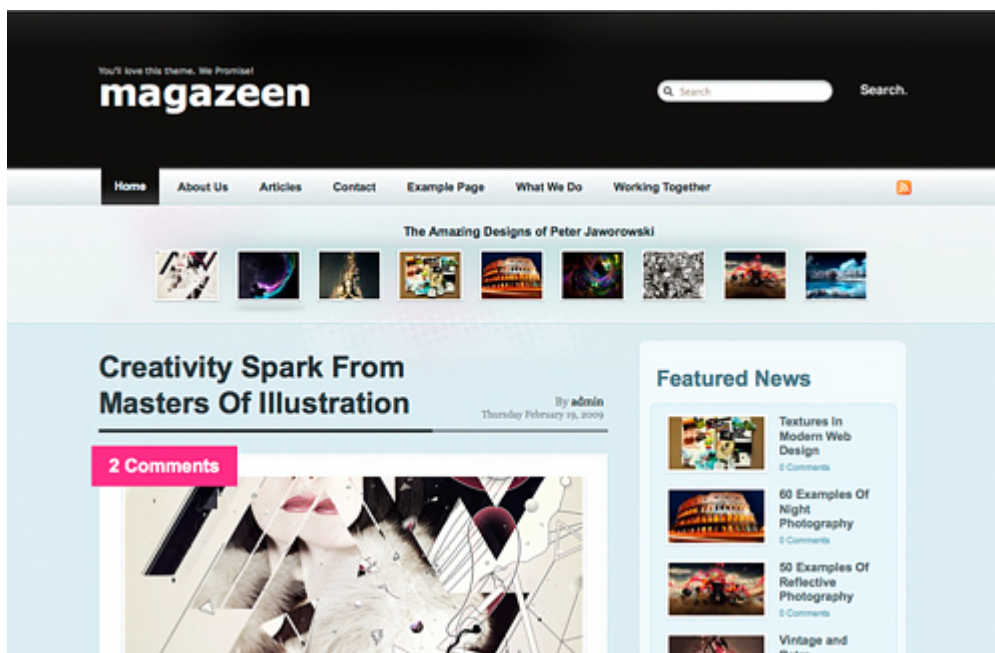 You'll love this theme. We Promise!
magazeen
Search
Search.
Home
About Us
Articles
Contact
Example Page
What We Do
Working Together
The Amazing Designs of Peter Jaworowski
Creativity Spark From
Masters Of Illustration
By admin
Thursday February 19, 2009
2 Comments
Featured News
Textures In
Modern Web
Design
0 Comments
60 Examples Of
Night
Photography
0 Comments
50 Examples Of
Reflective
Photography
0 Comments
Vintage and